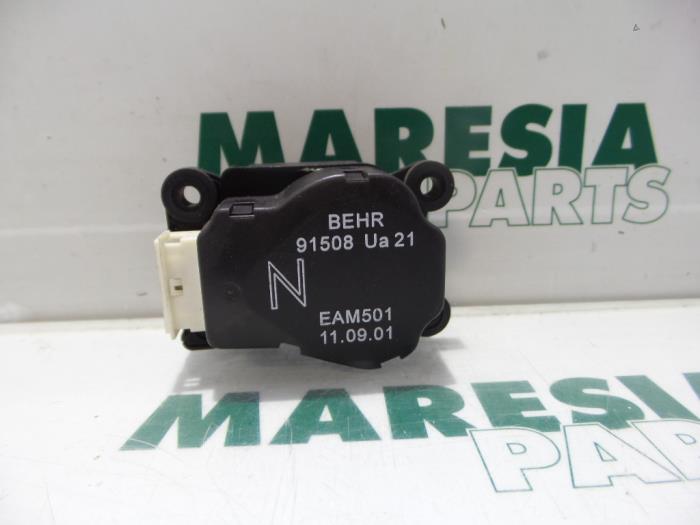 MARESIA
PARTS
BEHR
91508 Ua 21
N
EAM501
11.09.01
MARESIA
PARTS